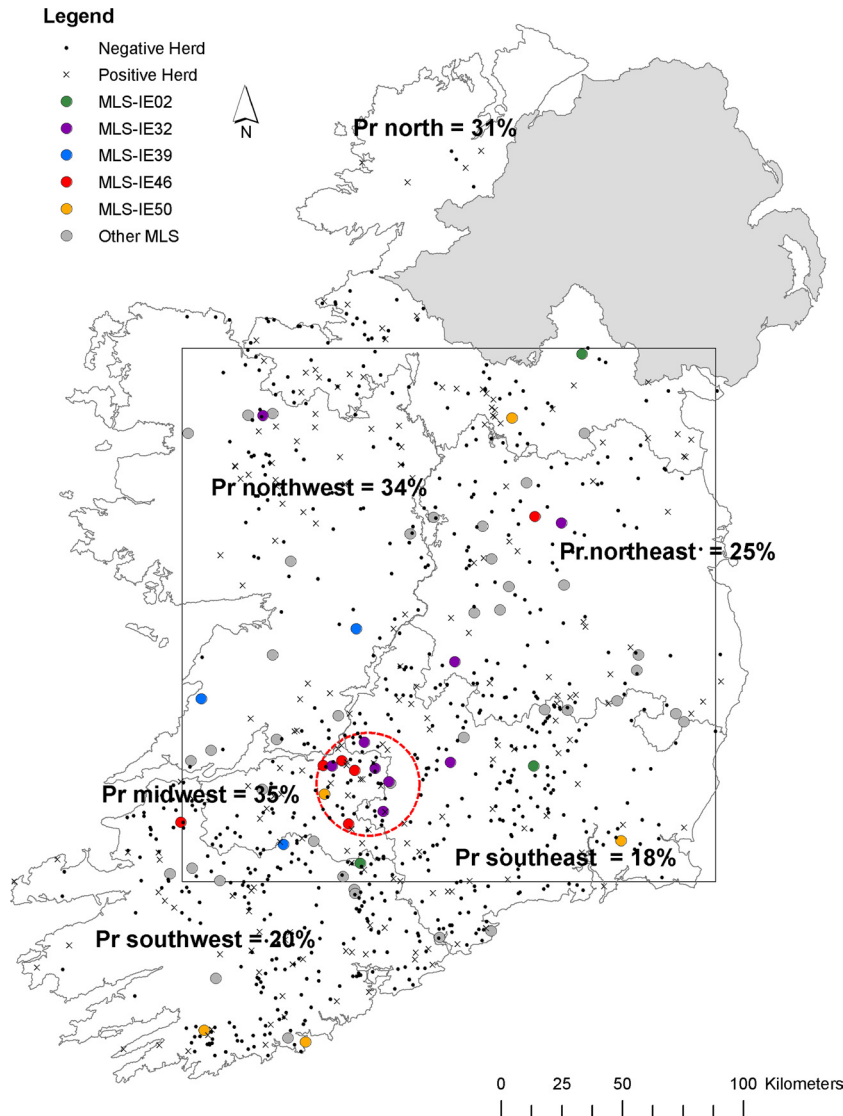 Legend
Negative Herd
Positive Herd
MLS-IE02
MLS-IE32
MLS-IE39
MLS-IE46
MLS-IE50
Other MLS
N
Pr north = 31%
Pr northwest = 34%
Pr.northeast = 25%
Pr midwest = 35%
Pr southeast = 18%
Pr southwest = 20%
0 25 50 100 Kilometers